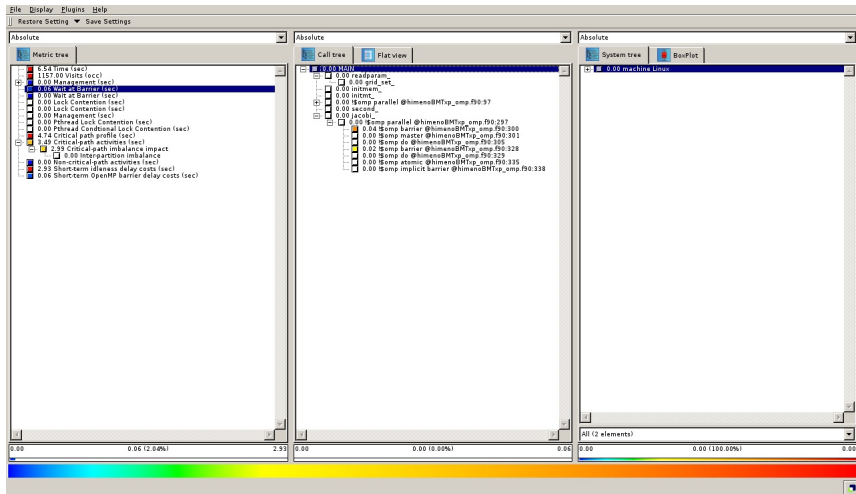 File Display Plugins Help
Restore Setting Save Settings
Absolute
Metric tree
6.54 Time (sec)
1157.00 Visits (occ)
0.00 Management (sec)
0.06 Wait at Barrier (sec)
0.00 Wait at Barrier (sec)
0.00 Lock Contention (sec)
0.00 Lock Contention (sec)
0.00 Management (sec)
0.00 Pthread Lock Contention (sec)
0.00 Pthread Condtional Lock Contention (sec)
4.74 Critical path profile (sec)
3.49 Critical-path activities (sec)
2.99 Critical-path imbalance impact
0.00 Interpartition imbalance
0.00 Non-critical-path activities (sec)
2.93 Short-term idleness delay costs (sec)
0.06 Short-term OpenMP barrier delay costs (sec)
0.00 0.06 (2.04%) 2.93
Absolute
Call tree Flat view
0.00 MAIN
0.00 readparam_
0.00 grid_set_
0.00 initmem_
0.00 initmt_
0.00 !$omp parallel @himenoBMTxp_omp.f90:97
0.00 second_
0.00 jacobi_
0.00 !$omp parallel @himenoBMTxp_omp.f90:297
0.04 !$omp barrier @himenoBMTxp_omp.f90:300
0.00 !$omp master @himenoBMTxp_omp.f90:301
0.00 !$omp do @himenoBMTxp_omp.f90:305
0.02 !$omp barrier @himenoBMTxp_omp.f90:328
0.00 !$omp do @himenoBMTxp_omp.f90:329
0.00 !$omp atomic @himenoBMTxp_omp.f90:335
0.00 !$omp implicit barrier @himenoBMTxp_omp.f90:338
0.00 0.00 (0.00%) 0.06
Absolute
System tree BoxPlot
0.00 machine Linux
All (2 elements)
0.00 0.00 (100.00%) 0.00